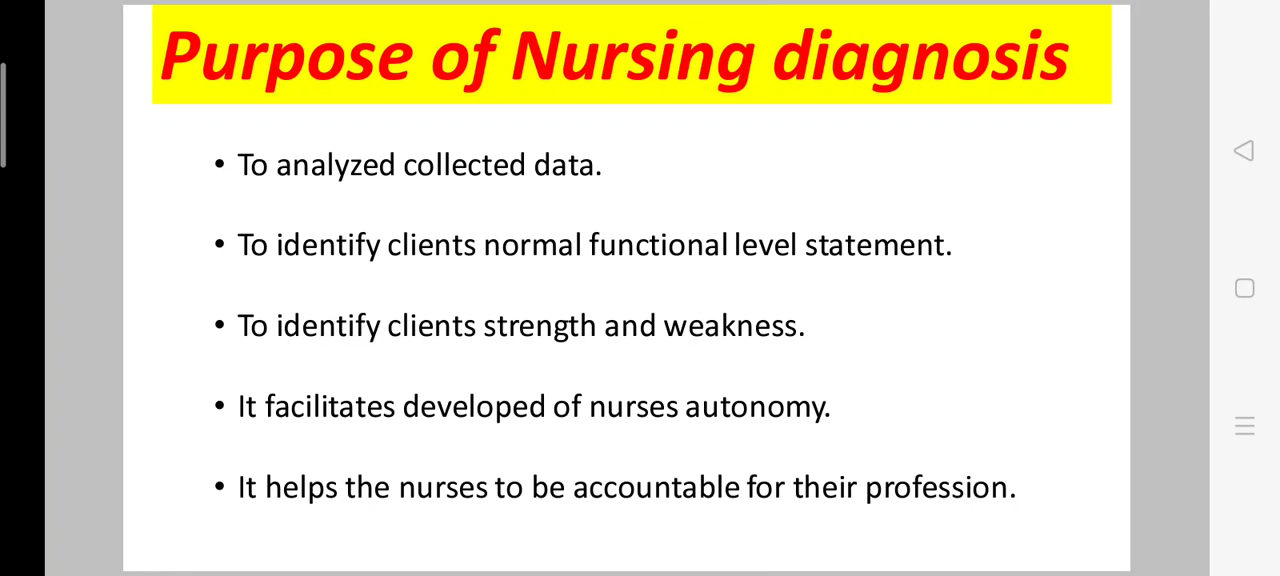 Purpose of Nursing diagnosis
• To analyzed collected data.
• To identify clients normal functional level statement.
• To identify clients strength and weakness.
• It facilitates developed of nurses autonomy.
• It helps the nurses to be accountable for their profession.